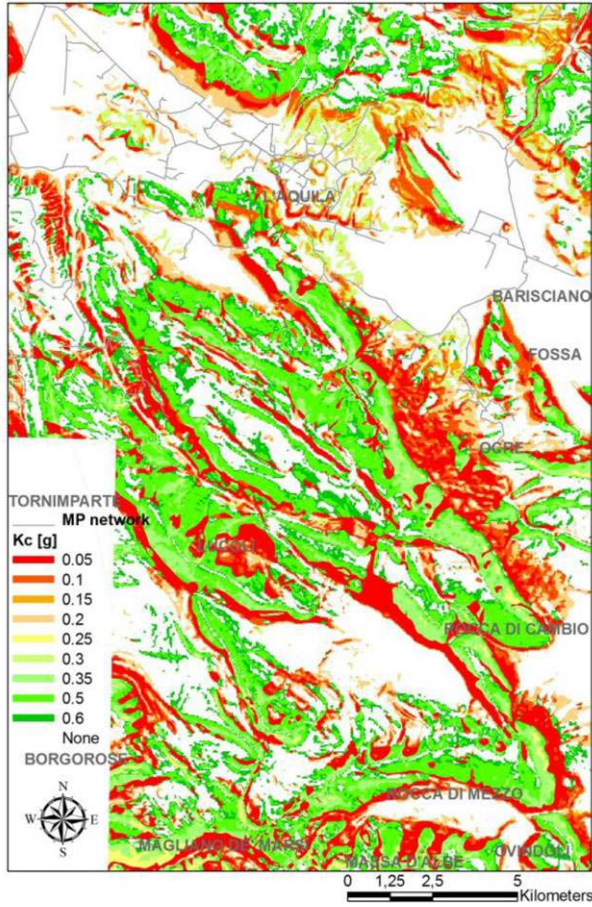 L'AQUILA
BARISCIANO
FOSSA
OCRE
TORNIMPARTE
MP network
Kc [g]
0.05
0.1
0.15
0.2
0.25
0.3
0.35
0.5
0.6
None
LUCOLI
ROCCA DI CAMBIO
BORGOROSE
N
W
E
S
ROCCA DI MEZZO
MAGLIANO DE' MARSI
MASSA D'ALBE
OVINDOLI
0 1,25 2,5 5
Kilometers